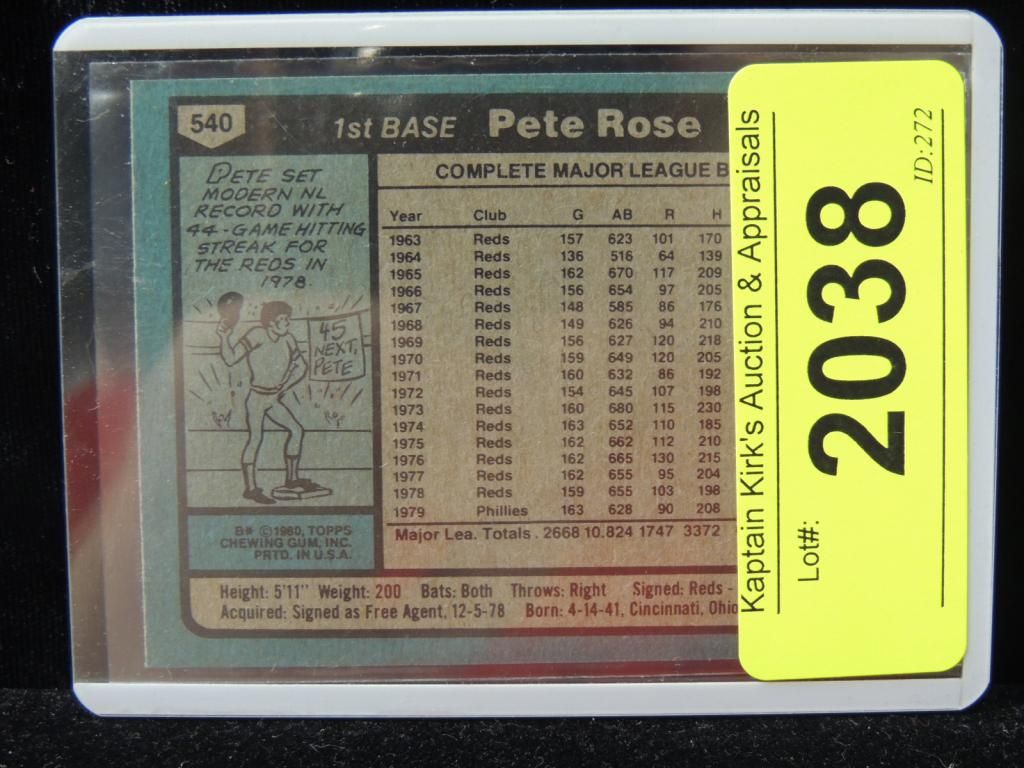 540
1st BASE Pete Rose
PETE SET
MODERN NL
RECORD WITH
44-GAME HITTING
STREAK FOR
THE REDS IN
1978.
45
NEXT,
PETE
B* ©1980, TOPPS
CHEWING GUM, INC.
PRTD. IN U.S.A.
COMPLETE MAJOR LEAGUE B
Year Club G AB R H
1963 Reds 157 623 101 170
1964 Reds 136 516 64 139
1965 Reds 162 670 117 209
1966 Reds 156 654 97 205
1967 Reds 148 585 86 176
1968 Reds 149 626 94 210
1969 Reds 156 627 120 218
1970 Reds 159 649 120 205
1971 Reds 160 632 86 192
1972 Reds 154 645 107 198
1973 Reds 160 680 115 230
1974 Reds 163 652 110 185
1975 Reds 162 662 112 210
1976 Reds 162 665 130 215
1977 Reds 162 655 95 204
1978 Reds 159 655 103 198
1979 Phillies 163 628 90 208
Major Lea. Totals . 2668 10.824 1747 3372
Height: 5'11" Weight: 200 Bats: Both Throws: Right Signed: Reds -
Acquired: Signed as Free Agent, 12-5-78 Born: 4-14-41, Cincinnati, Ohio
Kaptain Kirk's Auction & Appraisals
Lot#:
2038
ID:272